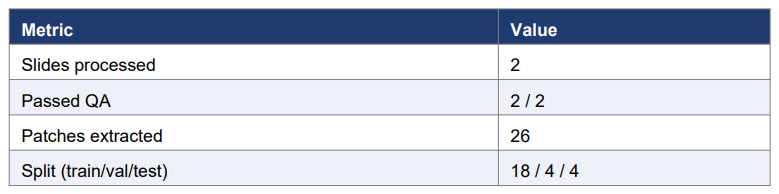 Metric Value
Slides processed 2
Passed QA 2 / 2
Patches extracted 26
Split (train/val/test) 18 / 4 / 4